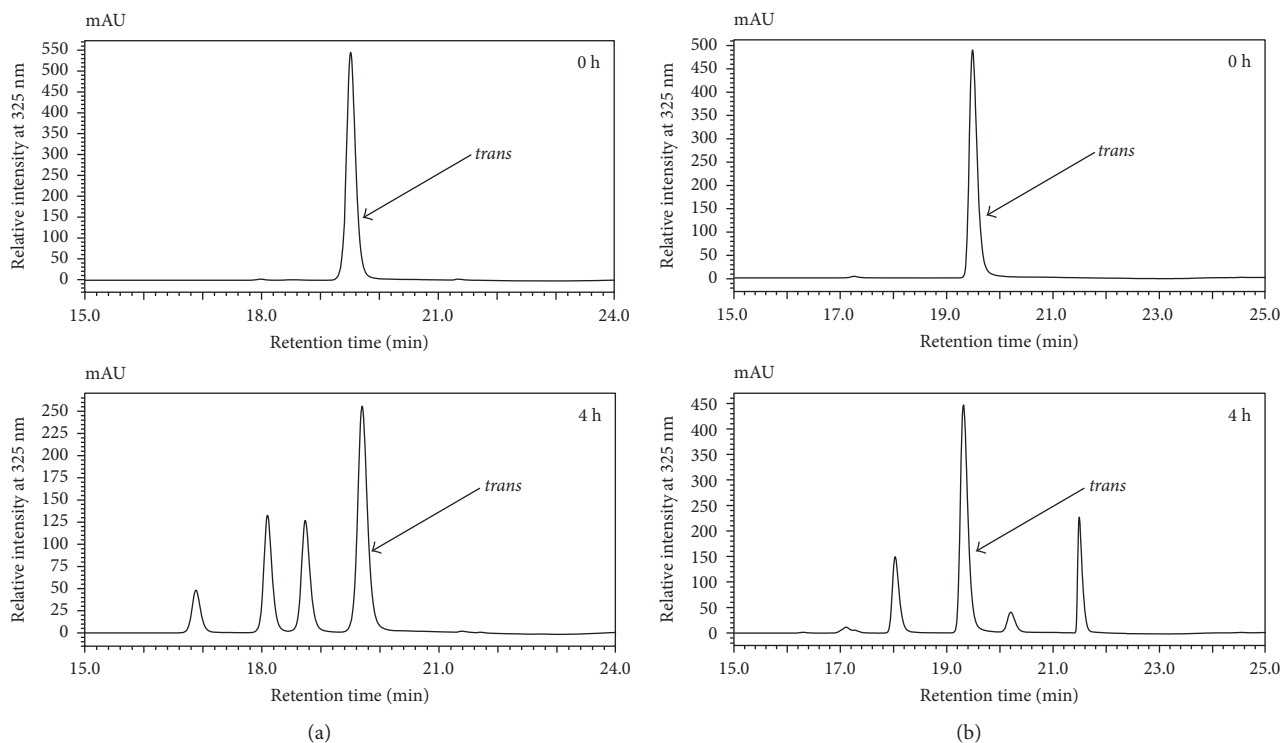 mAU
550
500
450
400
350
300
250
200
150
100
50
0
Relative intensity at 325 nm
0 h
trans
15.0 18.0 21.0 24.0
Retention time (min)
mAU
500
450
400
350
300
250
200
150
100
50
0
Relative intensity at 325 nm
0 h
trans
15.0 17.0 19.0 21.0 23.0 25.0
Retention time (min)
mAU
250
225
200
175
150
125
100
75
50
25
0
Relative intensity at 325 nm
4 h
trans
15.0 18.0 21.0 24.0
Retention time (min)
(a)
mAU
450
400
350
300
250
200
150
100
50
0
Relative intensity at 325 nm
4 h
trans
15.0 17.0 19.0 21.0 23.0 25.0
Retention time (min)
(b)